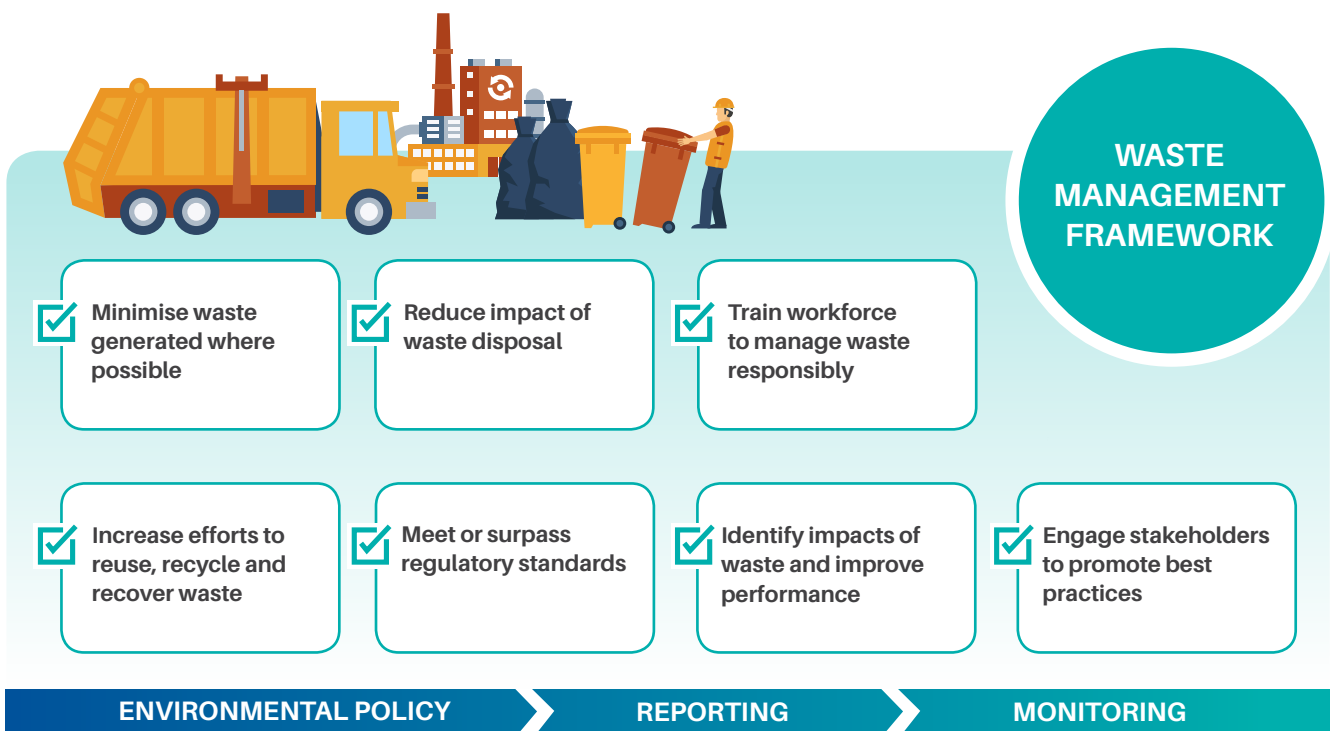 WASTE
MANAGEMENT
FRAMEWORK
Minimise waste
generated where
possible
Reduce impact of
waste disposal
Train workforce
to manage waste
responsibly
Increase efforts to
reuse, recycle and
recover waste
Meet or surpass
regulatory standards
Identify impacts of
waste and improve
performance
Engage stakeholders
to promote best
practices
ENVIRONMENTAL POLICY
REPORTING
MONITORING